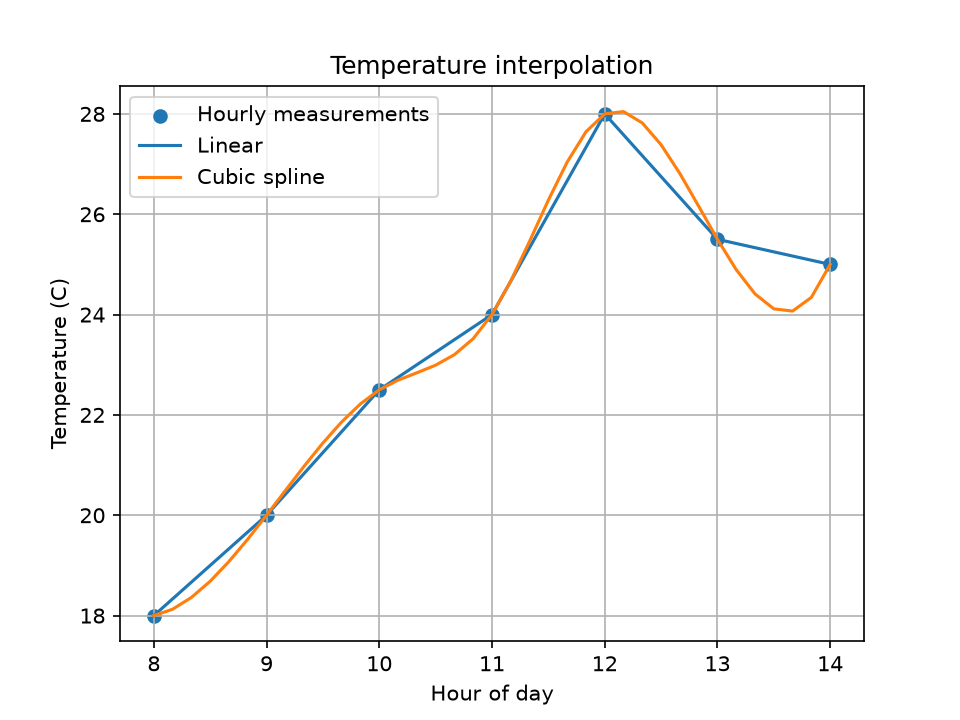 Temperature interpolation
Hourly measurements
Linear
Cubic spline
28
26
24
22
20
18
Temperature (C)
8 9 10 11 12 13 14
Hour of day